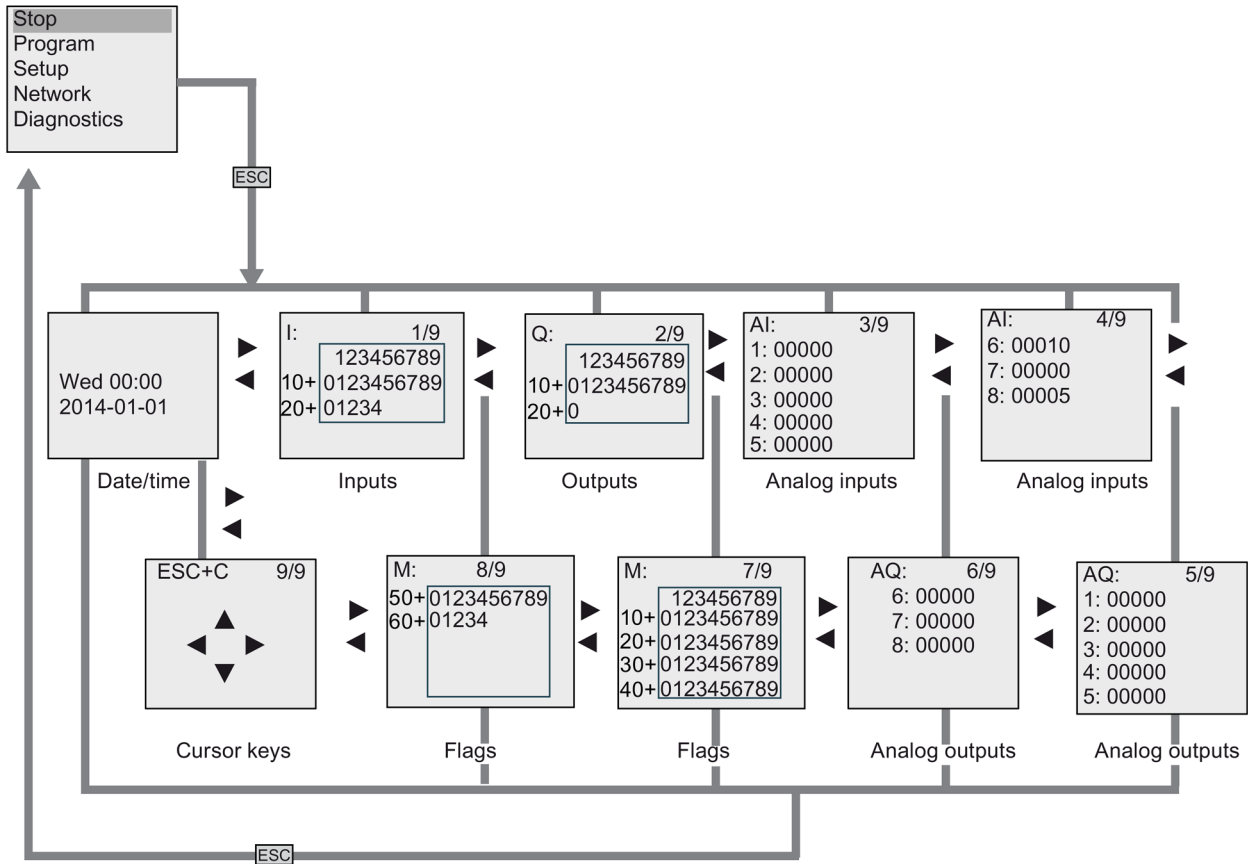 Stop
Program
Setup
Network
Diagnostics
ESC
Wed 00:00
2014-01-01
Date/time
I: 1/9
123456789
10+0123456789
20+01234
Inputs
Q: 2/9
123456789
10+0123456789
20+0
Outputs
AI: 3/9
1: 00000
2: 00000
3: 00000
4: 00000
5: 00000
Analog inputs
AI: 4/9
6: 00010
7: 00000
8: 00005
Analog inputs
ESC+C 9/9
Cursor keys
M: 8/9
50+0123456789
60+01234
Flags
M: 7/9
123456789
10+0123456789
20+0123456789
30+0123456789
40+0123456789
Flags
AQ: 6/9
6: 00000
7: 00000
8: 00000
Analog outputs
AQ: 5/9
1: 00000
2: 00000
3: 00000
4: 00000
5: 00000
Analog outputs
ESC